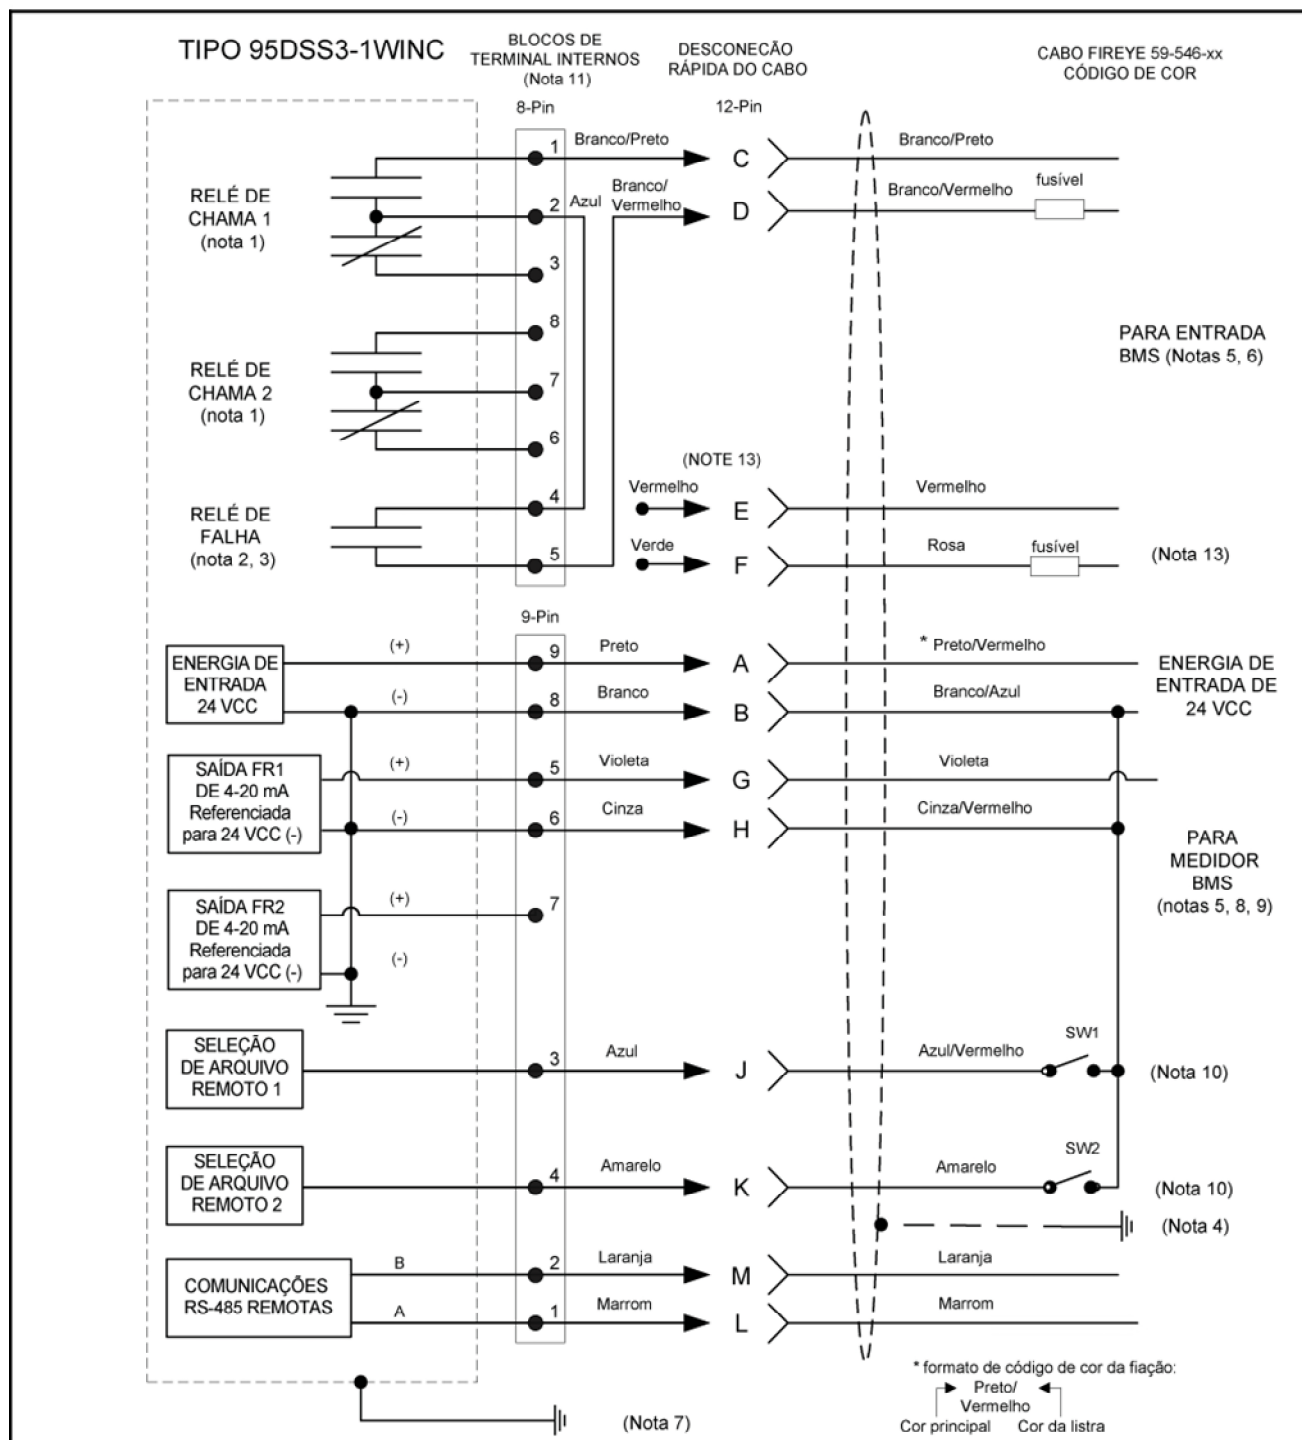 TIPO 95DSS3-1WINC
BLOCOS DE
TERMINAL INTERNOS
(Nota 11)
8-Pin
DESCONECÃO
RÁPIDA DO CABO
12-Pin
CABO FIREYE 59-546-xx
CÓDIGO DE COR
RELÉ DE
CHAMA 1
(nota 1)
1
Branco/Preto
C
Branco/Preto
2
Azul
Branco/
Vermelho
D
Branco/Vermelho
fusível
3
RELÉ DE
CHAMA 2
(nota 1)
8
7
6
PARA ENTRADA
BMS (Notas 5, 6)
(NOTE 13)
RELÉ DE
FALHA
(nota 2, 3)
4
Vermelho
E
Vermelho
5
Verde
F
Rosa
fusível
(Nota 13)
9-Pin
ENERGIA DE
ENTRADA
24 VCC
(+)
9
Preto
A
* Preto/Vermelho
(-)
8
Branco
B
Branco/Azul
ENERGIA DE
ENTRADA DE
24 VCC
SAÍDA FR1
DE 4-20 mA
Referenciada
para 24 VCC (-)
(+)
5
Violeta
G
Violeta
(-)
6
Cinza
H
Cinza/Vermelho
PARA
MEDIDOR
BMS
(notas 5, 8, 9)
SAÍDA FR2
DE 4-20 mA
Referenciada
para 24 VCC (-)
(+)
7
(-)
SELEÇÃO
DE ARQUIVO
REMOTO 1
3
Azul
J
Azul/Vermelho
SW1
(Nota 10)
SELEÇÃO
DE ARQUIVO
REMOTO 2
4
Amarelo
K
Amarelo
SW2
(Nota 10)
(Nota 4)
COMUNICAÇÕES
RS-485 REMOTAS
B
2
Laranja
M
Laranja
A
1
Marrom
L
Marrom
(Nota 7)
* formato de código de cor da fiação:
Preto/
Vermelho
Cor principal
Cor da listra